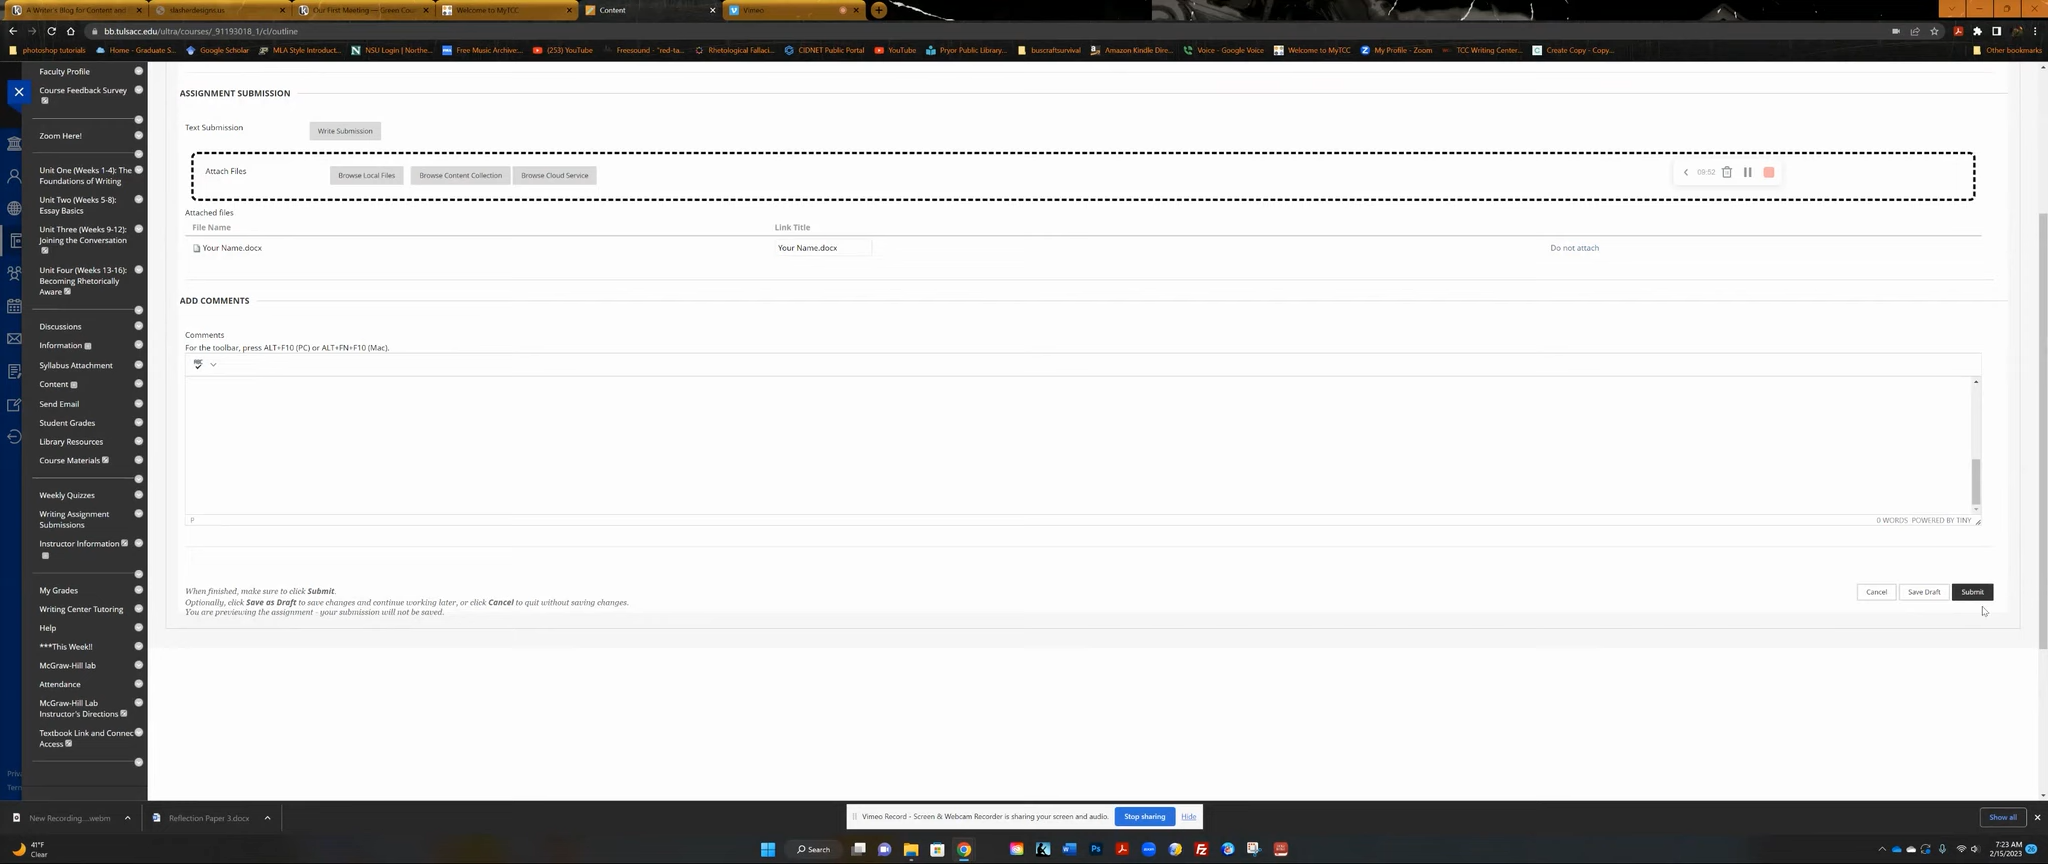 A Writer's Blog for Content and
slasherdesigns.us
Our First Meeting — Green Cou
Welcome to MyTCC
Content
Vimeo
bb.tulsacc.edu/ultra/courses/_91193018_1/cl/outline
photoshop tutorials
Home - Graduate S...
Google Scholar
MLA Style Introduct...
NSU Login | Northe...
Free Music Archive:...
(253) YouTube
Freesound - "red-ta...
Rhetological Fallaci...
CIDNET Public Portal
YouTube
Pryor Public Library...
buscraftsurvival
Amazon Kindle Dire...
Voice - Google Voice
Welcome to MyTCC
My Profile - Zoom
TCC Writing Center...
Create Copy - Copy...
Other bookmarks
Faculty Profile
Course Feedback Survey
Zoom Here!
Unit One (Weeks 1-4): The
Foundations of Writing
Unit Two (Weeks 5-8):
Essay Basics
Unit Three (Weeks 9-12):
Joining the Conversation
Unit Four (Weeks 13-16):
Becoming Rhetorically
Aware
Discussions
Information
Syllabus Attachment
Content
Send Email
Student Grades
Library Resources
Course Materials
Weekly Quizzes
Writing Assignment
Submissions
Instructor Information
My Grades
Writing Center Tutoring
Help
***This Week!!
McGraw-Hill lab
Attendance
McGraw-Hill Lab
Instructor's Directions
Textbook Link and Connec
Access
Priv
Tern
ASSIGNMENT SUBMISSION
Text Submission
Write Submission
Attach Files
Browse Local Files
Browse Content Collection
Browse Cloud Service
09:52
Attached files
File Name
Link Title
Your Name.docx
Your Name.docx
Do not attach
ADD COMMENTS
Comments
For the toolbar, press ALT+F10 (PC) or ALT+FN+F10 (Mac).
P
0 WORDS POWERED BY TINY
When finished, make sure to click Submit.
Optionally, click Save as Draft to save changes and continue working later, or click Cancel to quit without saving changes.
You are previewing the assignment - your submission will not be saved.
Cancel
Save Draft
Submit
New Recording....webm
Reflection Paper 3.docx
Vimeo Record - Screen & Webcam Recorder is sharing your screen and audio.
Stop sharing
Hide
Show all
41°F
Clear
Search
7:23 AM
2/15/2023